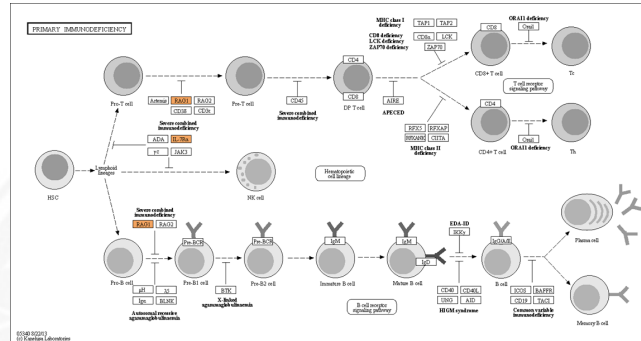 PRIMARY IMMUNODEFICIENCY
MHC class I
deficiency
TAP1 TAP2
CD8 deficiency
LCK deficiency
ZAP70 deficiency
CD8α LCK
ZAP70
CD8
ORAI1 deficiency
Orai1
CD8+ T cell
Tc
Pro-T cell
Artemis RAG1 RAG2
CD3δ CD3ε
Severe combined
immunodeficiency
Pre-T cell
CD45
Severe combined
immunodeficiency
CD4
CD8
DP T cell
AIRE
APECED
T cell receptor
signaling pathway
RFX5 RFXAP
RFXANK CIITA
MHC class II
deficiency
CD4
CD4+ T cell
Orai1
ORAI1 deficiency
Th
ADA IL-7Rα
γc JAK3
HSC
Lymphoid
lineages
NK cell
Hematopoietic
cell lineage
Severe combined
immunodeficiency
RAG1 RAG2
Pro-B cell
μH λ5
Igα BLNK
Autosomal recessive
agammaglobulinaemia
Pre-BCR
Pre-B1 cell
BTK
X-linked
agammaglobulinaemia
Pre-BCR
Pre-B2 cell
IgM
Immature B cell
IgM
IgD
Mature B cell
B cell receptor
signaling pathway
EDA-ID
IKKγ
CD40 CD40L
UNG AID
HIGM syndrome
IgG/A/E
B cell
ICOS BAFFR
CD19 TACI
Common variable
immunodeficiency
Plasma cell
Memory B cell
05340 8/22/13
(c) Kanehisa Laboratories